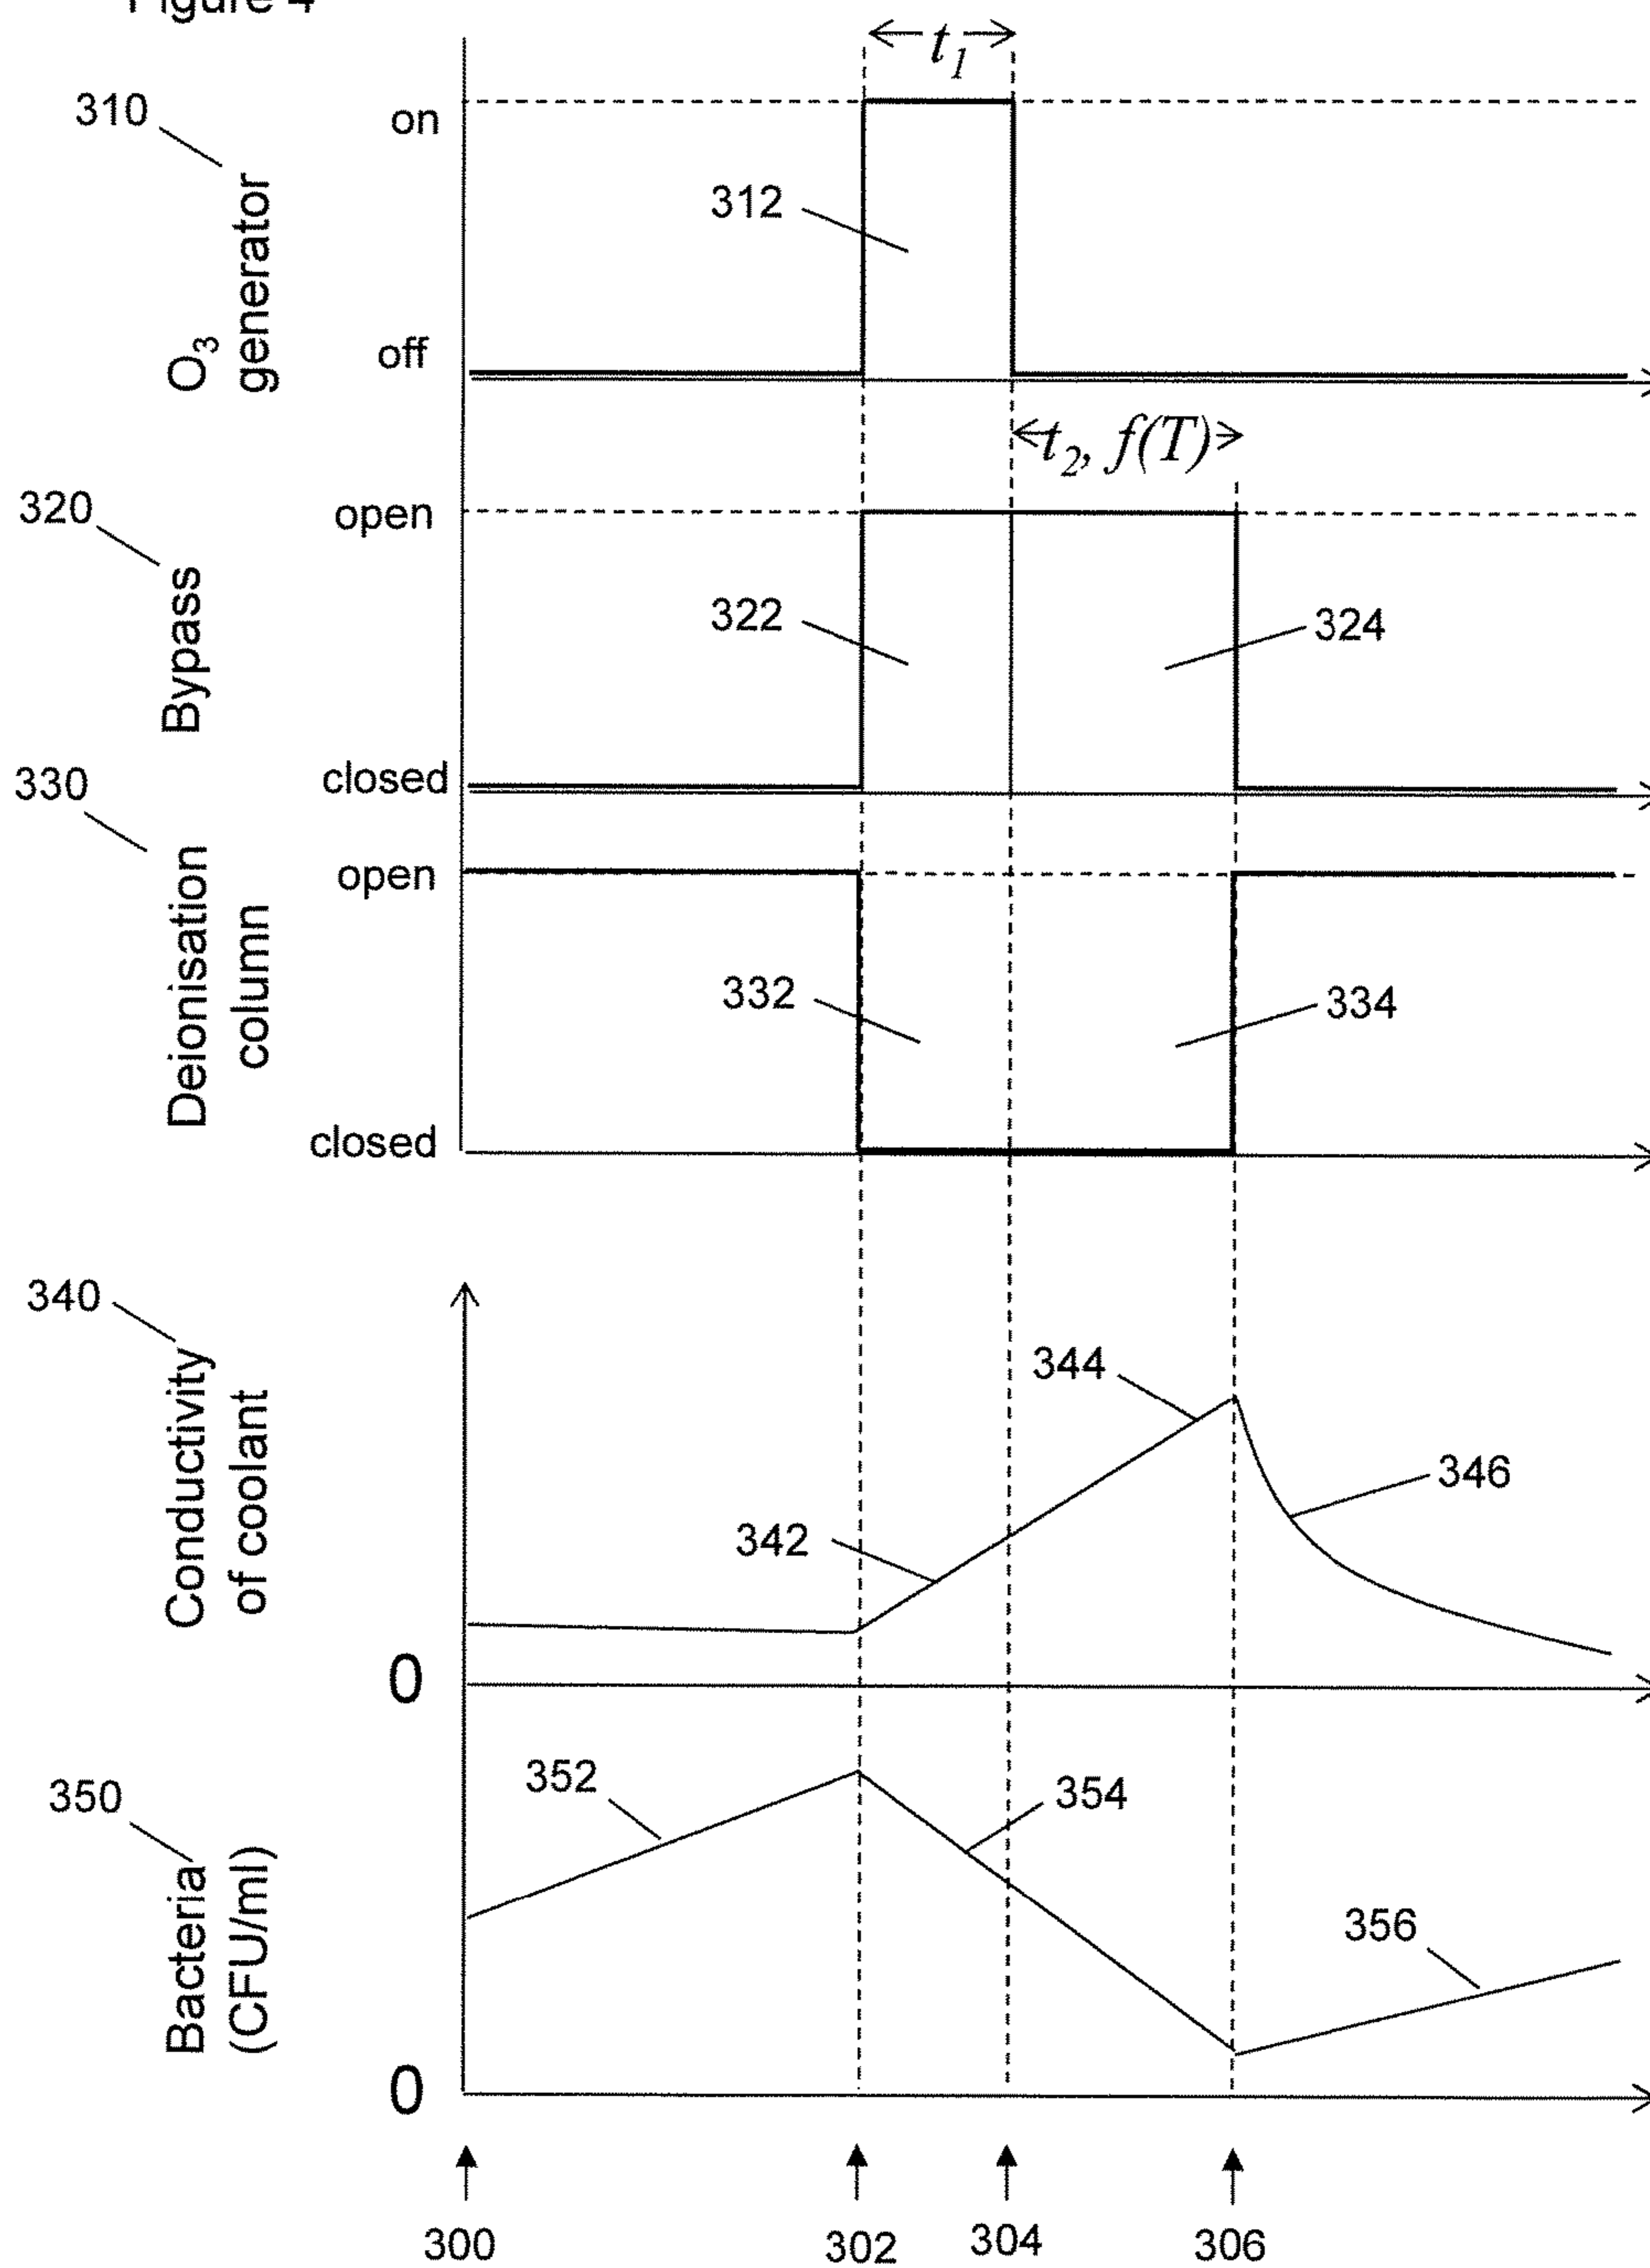 Figure 4
t1
310
on
312
O3
generator
off
t2, f(T)
320
open
322
324
Bypass
closed
330
open
332
334
Deionisation
column
closed
340
344
346
342
Conductivity
of coolant
0
352
354
350
356
Bacteria
(CFU/ml)
0
300
302
304
306